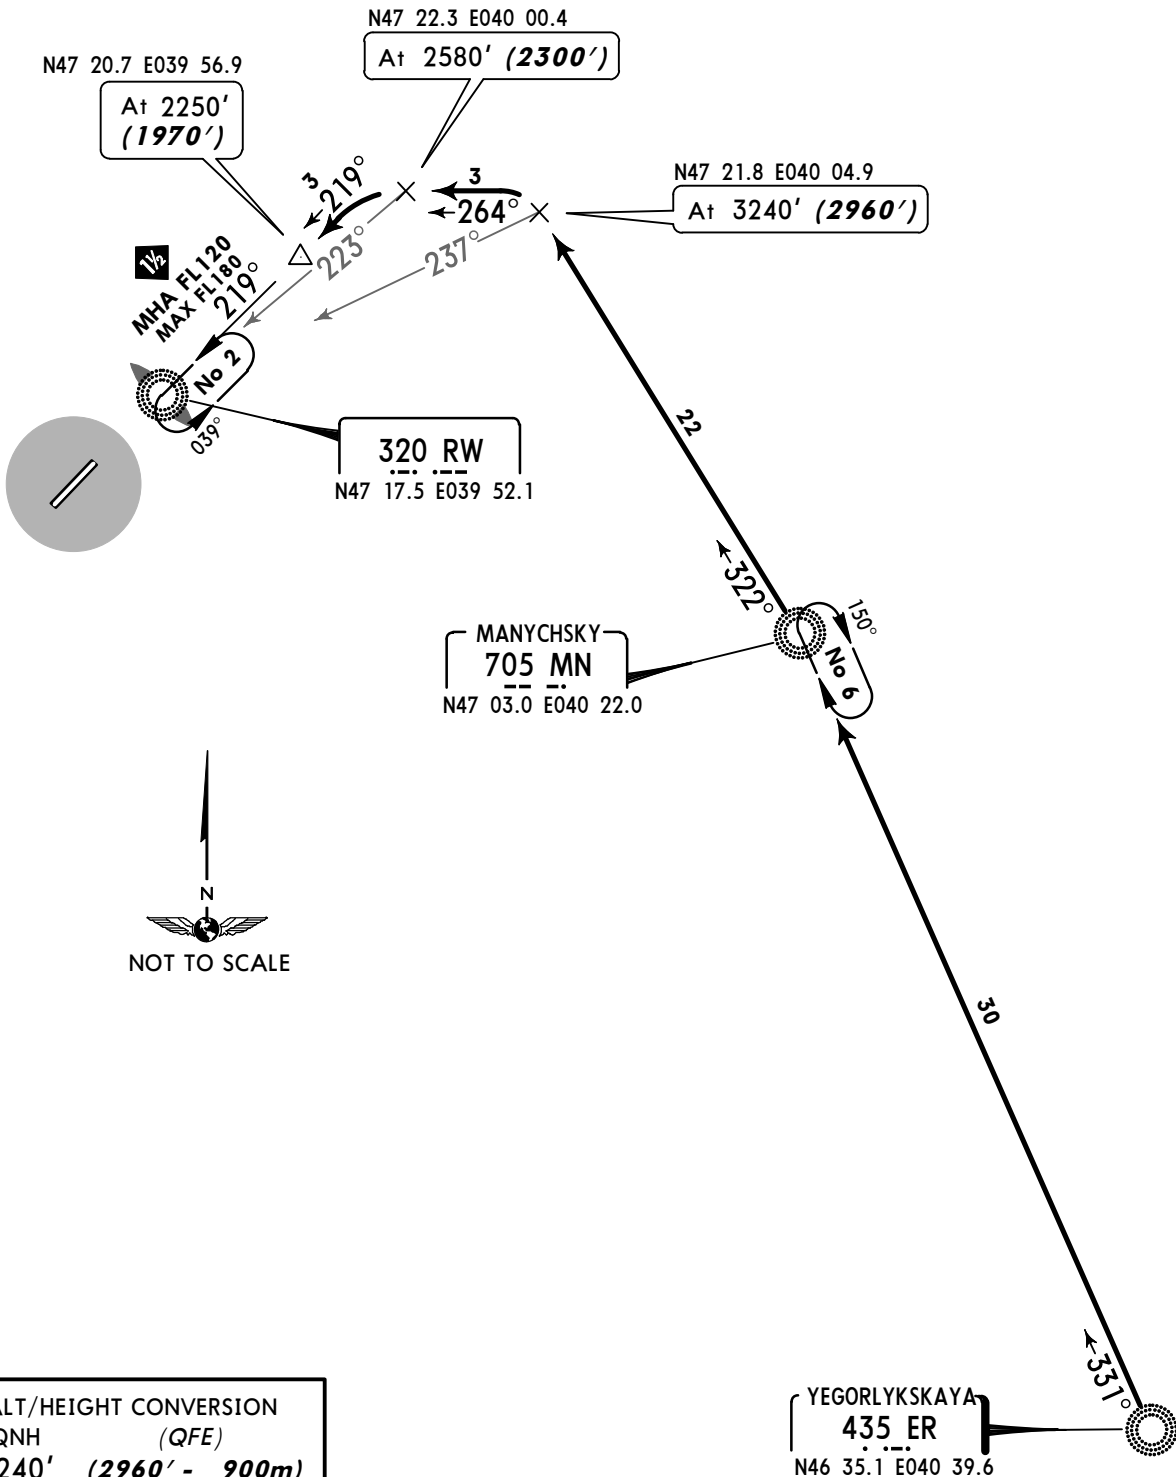 N47 22.3 E040 00.4
At 2580' (2300')
N47 20.7 E039 56.9
At 2250'
(1970')
N47 21.8 E040 04.9
At 3240' (2960')
3
219°
3
264°
223°
237°
1½
MHA FL120
MAX FL180
219°
No 2
039°
320 RW
N47 17.5 E039 52.1
22
322°
150°
No 6
MANYCHSKY
705 MN
N47 03.0 E040 22.0
N
NOT TO SCALE
30
331°
YEGORLYKSKAYA
435 ER
N46 35.1 E040 39.6
ALT/HEIGHT CONVERSION
QNH (QFE)
240' (2960' - 900m)